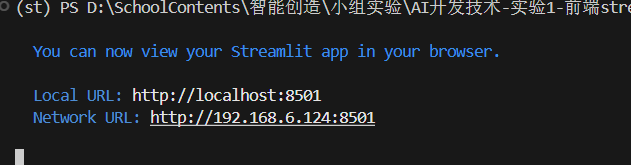 (st) PS D:\SchoolContents\智能创造\小组实验\AI开发技术-实验1-前端stre
You can now view your Streamlit app in your browser.
Local URL: http://localhost:8501
Network URL: http://192.168.6.124:8501